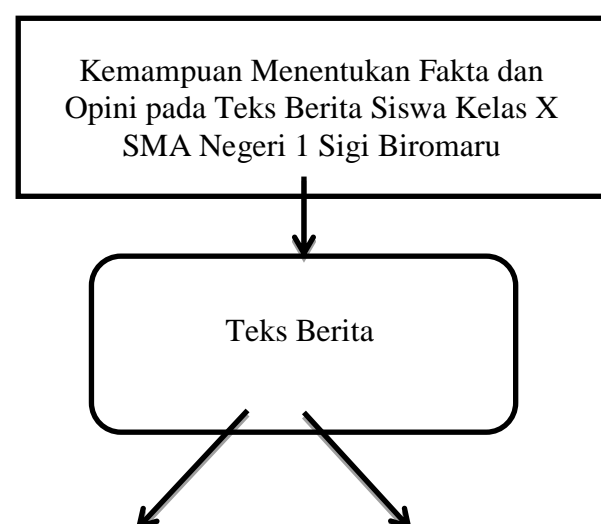 Kemampuan Menentukan Fakta dan
Opini pada Teks Berita Siswa Kelas X
SMA Negeri 1 Sigi Biromaru
Teks Berita